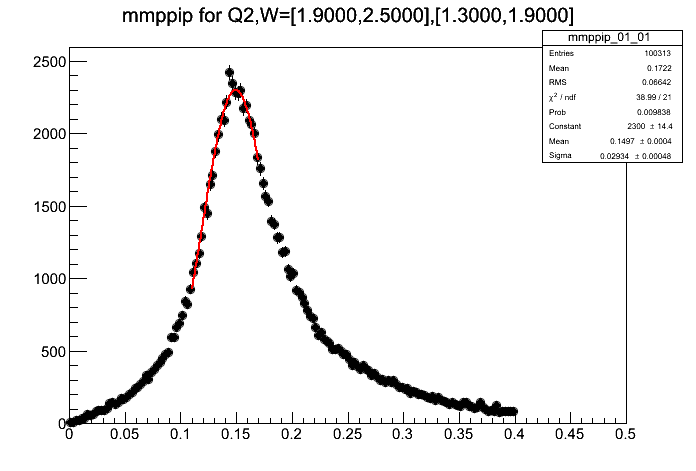 mmppip for Q2,W=[1.9000,2.5000],[1.3000,1.9000]
mmppip_01_01
Entries 100313
Mean 0.1722
RMS 0.06642
χ² / ndf 38.99 / 21
Prob 0.009838
Constant 2300 ± 14.4
Mean 0.1497 ± 0.0004
Sigma 0.02934 ± 0.00048
2500
2000
1500
1000
500
0
0 0.05 0.1 0.15 0.2 0.25 0.3 0.35 0.4 0.45 0.5